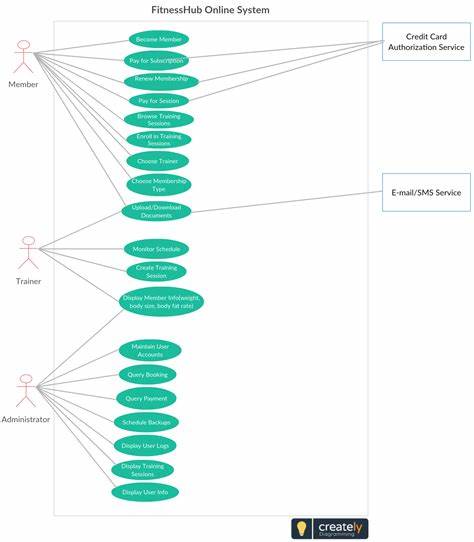 FitnessHub Online System
Become Member
Pay for Subscription
Renew Membership
Pay for Session
Browse Training
Sessions
Enroll in Training
Sessions
Choose Trainer
Choose Membership
Type
Upload/Download
Documents
Monitor Schedule
Create Training
Session
Display Member Info(weight,
body size, body fat rate)
Maintain User
Accounts
Query Booking
Query Payment
Schedule Backups
Display User Logs
Display Training
Sessions
Display User Info
Member
Trainer
Administrator
Credit Card
Authorization Service
E-mail/SMS Service
creately
Diagramming